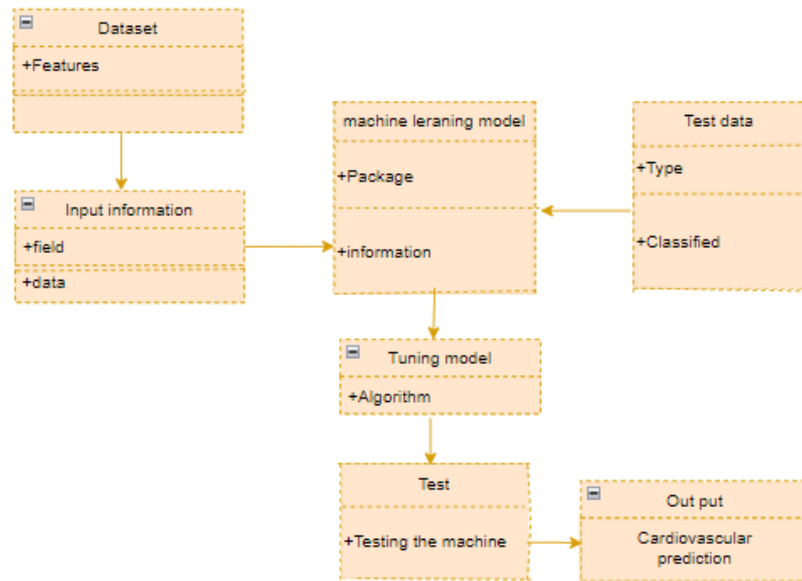 Dataset
+Features
machine leraning model
+Package
+information
Test data
+Type
+Classified
Input information
+field
+data
Tuning model
+Algorithm
Test
+Testing the machine
Out put
Cardiovascular
prediction